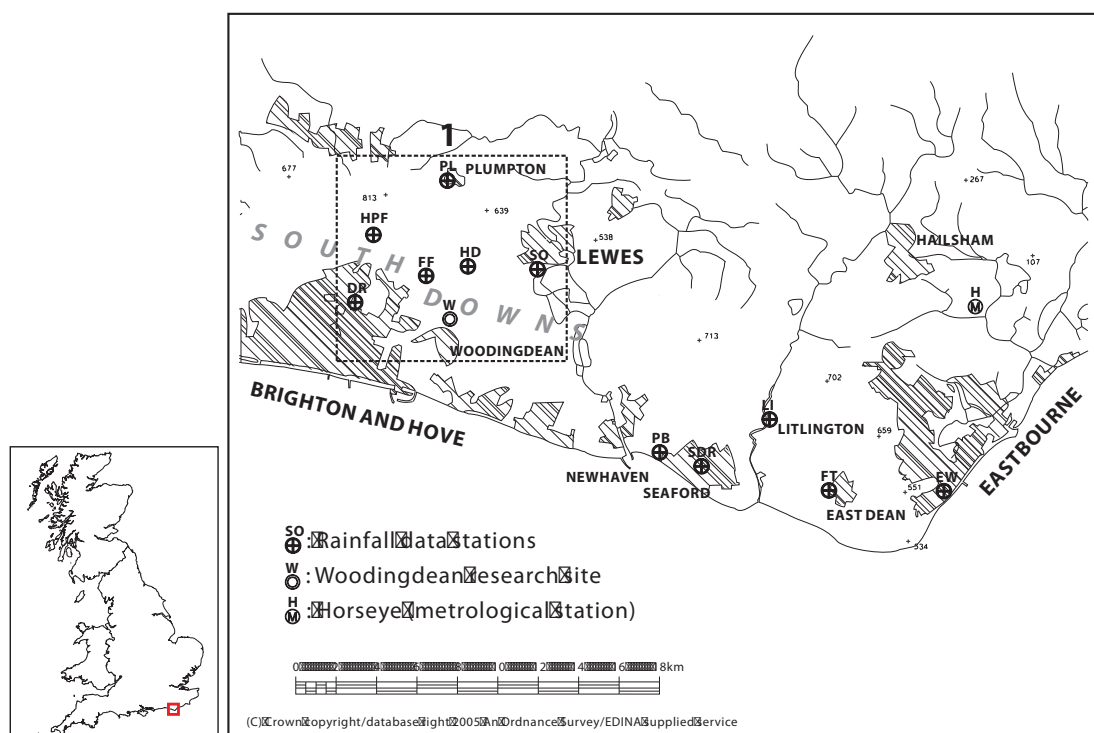 1
PL
PLUMPTON
677
813
639
267
HPF
SOUTH DOWNS
538
HAILSHAM
FF
HD
SO
LEWES
107
DR
H
M
W
WOODINGDEAN
713
702
BRIGHTON AND HOVE
EASTBOURNE
LI
LITLINGTON
659
PB
SDR
NEWHAVEN
SEAFORD
FT
551
EW
EAST DEAN
534
SO : Rainfall data stations
W : Woodingdean research site
H M : Horseye (metrological station)
8km
(C) Crown copyright/database right 2005 An Ordnance Survey/EDINA supplied service